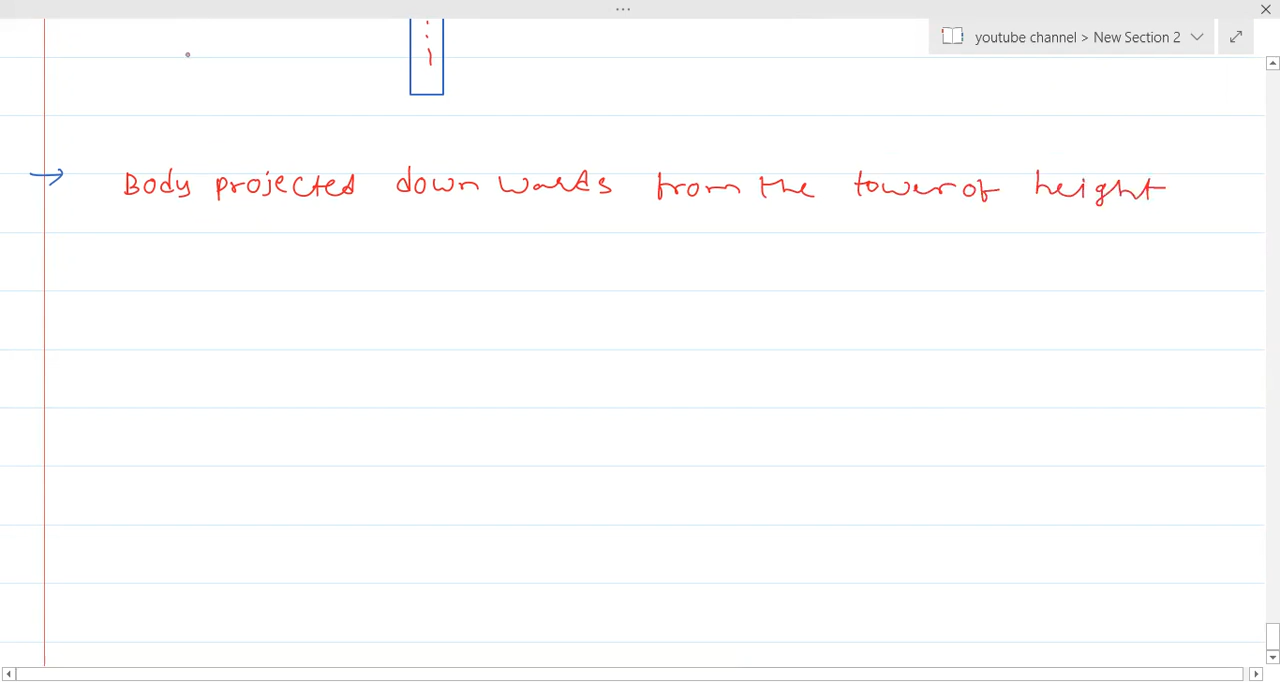 youtube channel > New Section 2
→ Body projected down wards from the tower of height